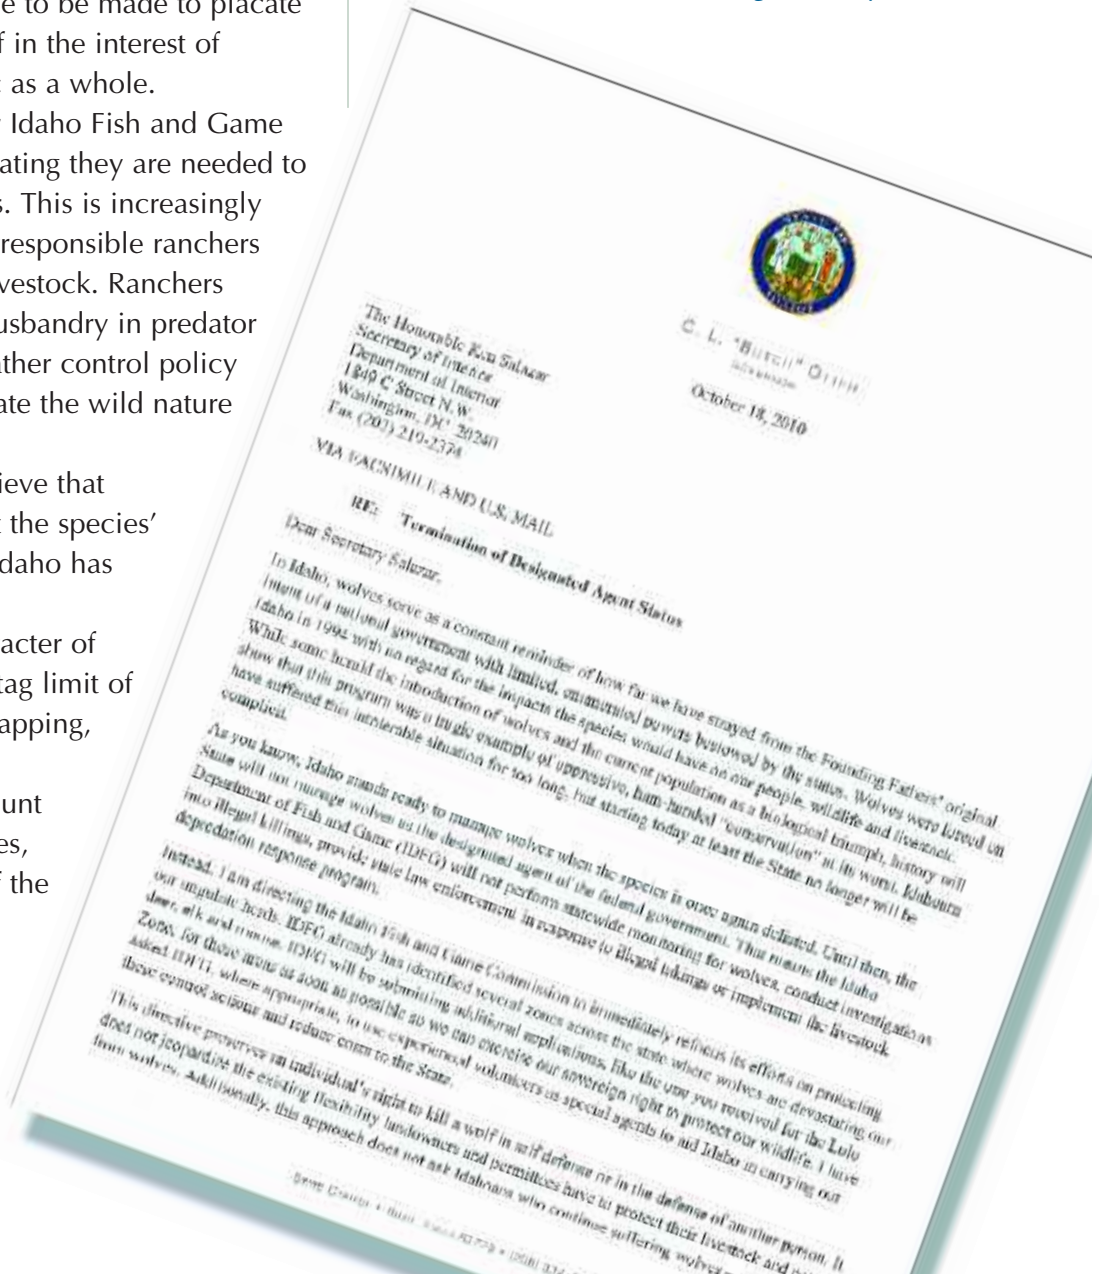 e to be made to placate
f in the interest of
as a whole.
Idaho Fish and Game
ating they are needed to
s. This is increasingly
responsible ranchers
vestock. Ranchers
usbandry in predator
ather control policy
ate the wild nature
ieve that
t the species’
daho has
acter of
tag limit of
apping,
unt
es,
f the
STATE OF
C. L. "Butch" Otter
Governor
October 18, 2010
The Honorable Ken Salazar
Secretary of Interior
Department of Interior
1849 C Street N.W.
Washington, DC 20240
Fax (202) 219-2374
VIA FACSIMILE AND U.S. MAIL
RE: Termination of Designated Agent Status
Dear Secretary Salazar,
In Idaho, wolves serve as a constant reminder of how far we have strayed from the Founding Fathers' original
intent of a national government with limited, enumerated powers bestowed by the states. Wolves were forced on
Idaho in 1994 with no regard for the impacts the species would have on our people, wildlife and livestock.
While some herald the introduction of wolves and the current population as a biological triumph, history will
show that this program was a tragic example of oppressive, ham-handed "conservation" at its worst. Idahoans
have suffered this intolerable situation for too long, but starting today at least the State no longer will be
complicit.
As you know, Idaho stands ready to manage wolves when the species is once again delisted. Until then, the
State will not manage wolves as the designated agent of the federal government. This means the Idaho
Department of Fish and Game (IDFG) will not perform statewide monitoring for wolves, conduct investigations
into illegal killings, provide state law enforcement in response to illegal takings or implement the livestock
depredation response program.
Instead, I am directing the Idaho Fish and Game Commission to immediately refocus its efforts on protecting
our ungulate herds. IDFG already has identified several zones across the state where wolves are devastating our
deer, elk and moose. IDFG will be submitting additional applications, like the one you received for the Lolo
Zone, for those areas as soon as possible so we can exercise our sovereign right to protect our wildlife. I have
asked IDFG, where appropriate, to use experienced volunteers as special agents to aid Idaho in carrying out
these control actions and reduce costs to the State.
This directive preserves an individual's right to kill a wolf in self defense or in the defense of another person. It
does not jeopardize the existing flexibility landowners and permittees have to protect their livestock and
from wolves. Additionally, this approach does not ask Idahoans who continue suffering wolves
State Capitol • Boise, Idaho 83720 • (208) 334